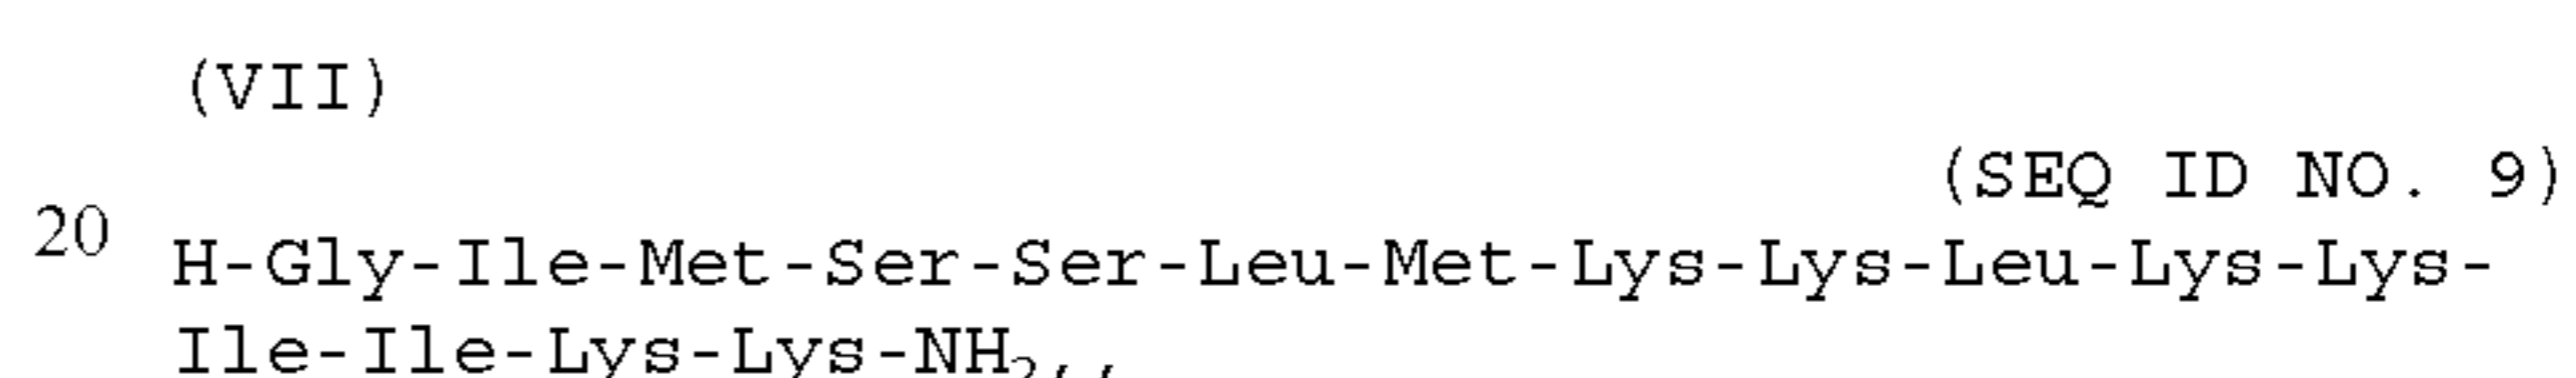 (VII)
(SEQ ID NO. 9)
20 H-Gly-Ile-Met-Ser-Ser-Leu-Met-Lys-Lys-Leu-Lys-Lys-
Ile-Ile-Lys-Lys-NH₂,,